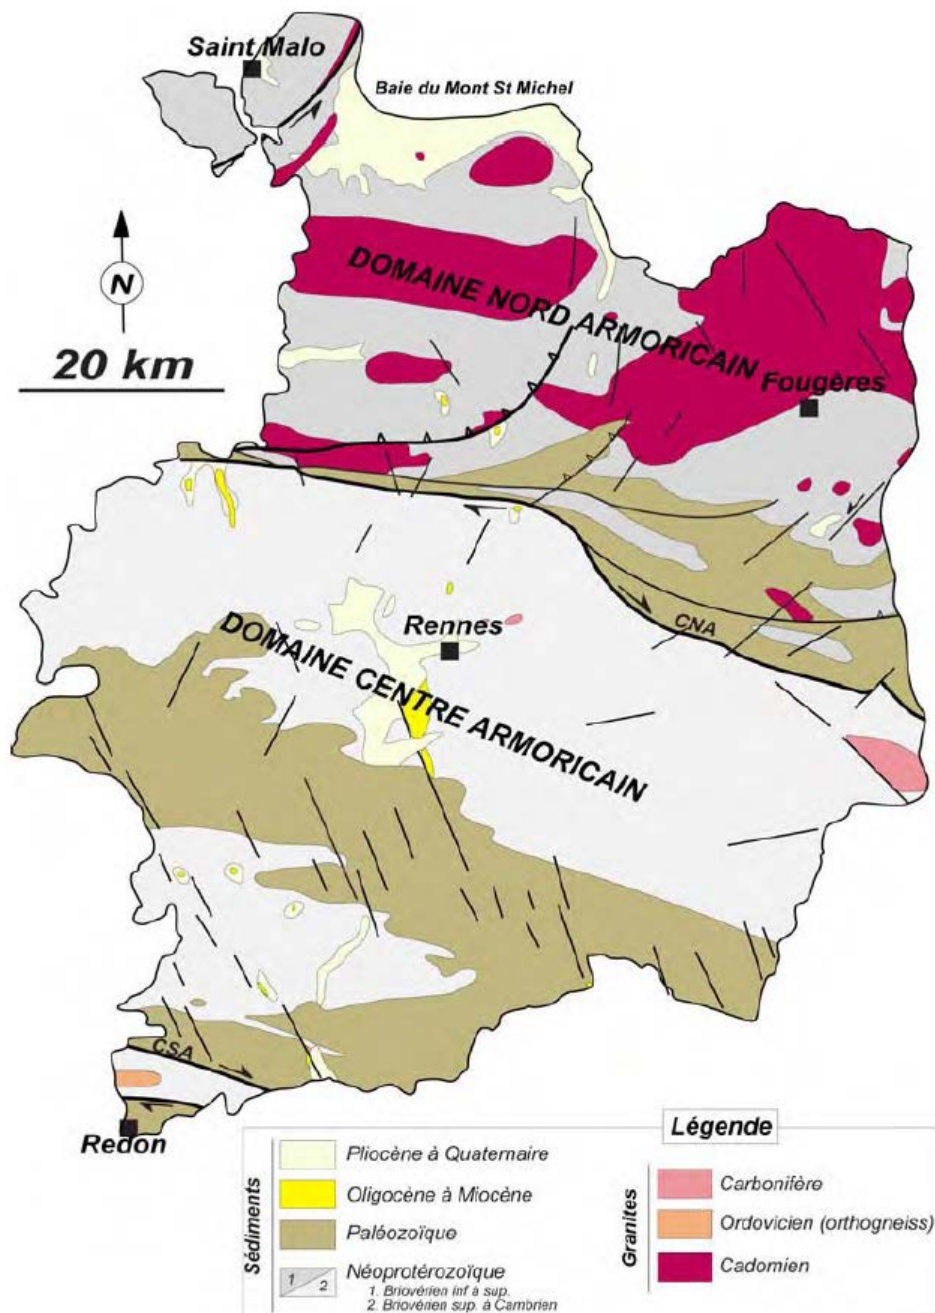 Saint Malo
Baie du Mont St Michel
N
20 km
DOMAINE NORD ARMORICAIN
Fougères
CNA
Rennes
DOMAINE CENTRE ARMORICAIN
CSA
Redon
Légende
Sédiments
Pliocène à Quaternaire
Oligocène à Miocène
Paléozoïque
1 2
Néoprotérozoïque
1. Briovérien inf à sup.
2. Briovérien sup. à Cambrien
Granites
Carbonifère
Ordovicien (orthogneiss)
Cadomien